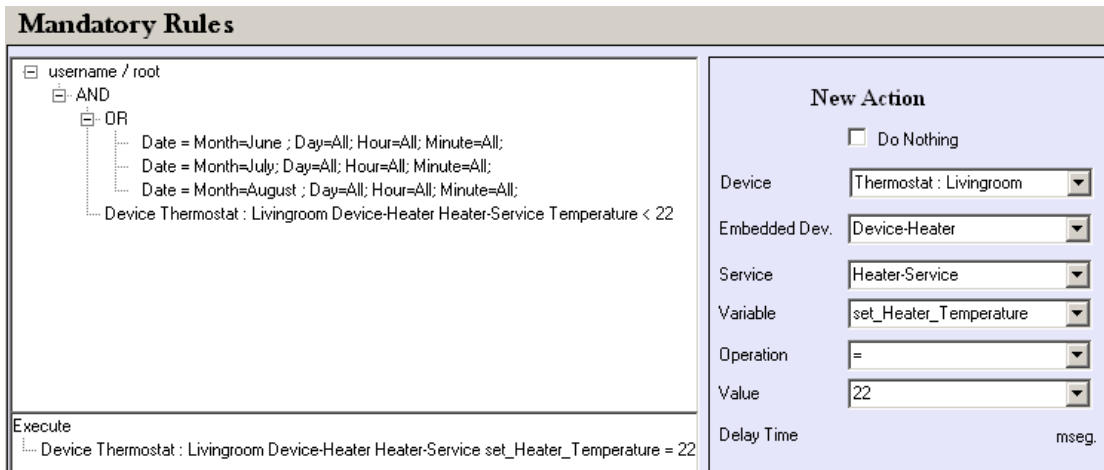 Mandatory Rules
username / root
AND
OR
Date = Month=June ; Day=All; Hour=All; Minute=All;
Date = Month=July; Day=All; Hour=All; Minute=All;
Date = Month=August ; Day=All; Hour=All; Minute=All;
Device Thermostat : Livingroom Device-Heater Heater-Service Temperature < 22
Execute
Device Thermostat : Livingroom Device-Heater Heater-Service set_Heater_Temperature = 22
New Action
Do Nothing
Device Thermostat : Livingroom
Embedded Dev. Device-Heater
Service Heater-Service
Variable set_Heater_Temperature
Operation =
Value 22
Delay Time mseg.